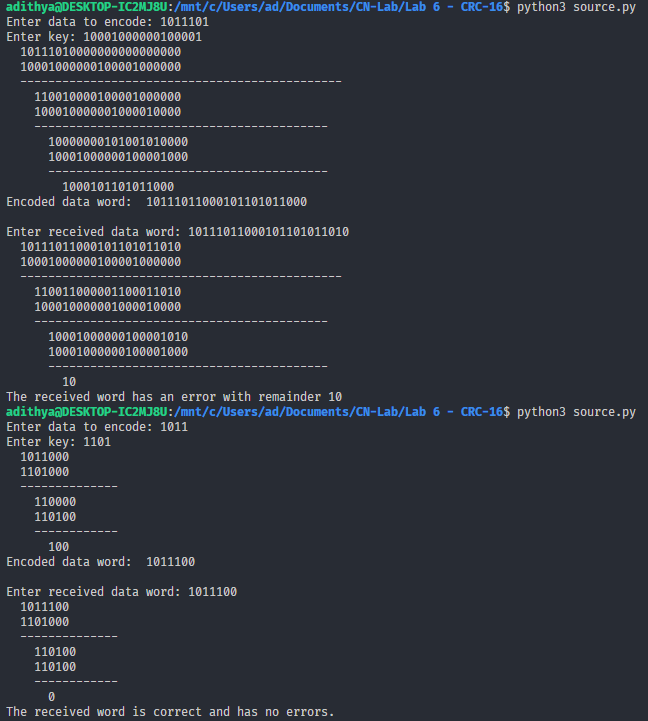 adithya@DESKTOP-IC2MJ8U:/mnt/c/Users/ad/Documents/CN-Lab/Lab 6 - CRC-16$ python3 source.py
Enter data to encode: 1011101
Enter key: 10001000000100001
10111010000000000000000
10001000000100001000000
----------------------------------------------
110010000100001000000
100010000001000010000
------------------------------------------
10000000101001010000
10001000000100001000
----------------------------------------
1000101101011000
Encoded data word:  10111011000101101011000
Enter received data word: 10111011000101101011010
10111011000101101011010
10001000000100001000000
----------------------------------------------
110011000001100011010
100010000001000010000
------------------------------------------
10001000000100001010
10001000000100001000
----------------------------------------
10
The received word has an error with remainder 10
adithya@DESKTOP-IC2MJ8U:/mnt/c/Users/ad/Documents/CN-Lab/Lab 6 - CRC-16$ python3 source.py
Enter data to encode: 1011
Enter key: 1101
1011000
1101000
--------------
110000
110100
------------
100
Encoded data word:  1011100
Enter received data word: 1011100
1011100
1101000
--------------
110100
110100
------------
0
The received word is correct and has no errors.